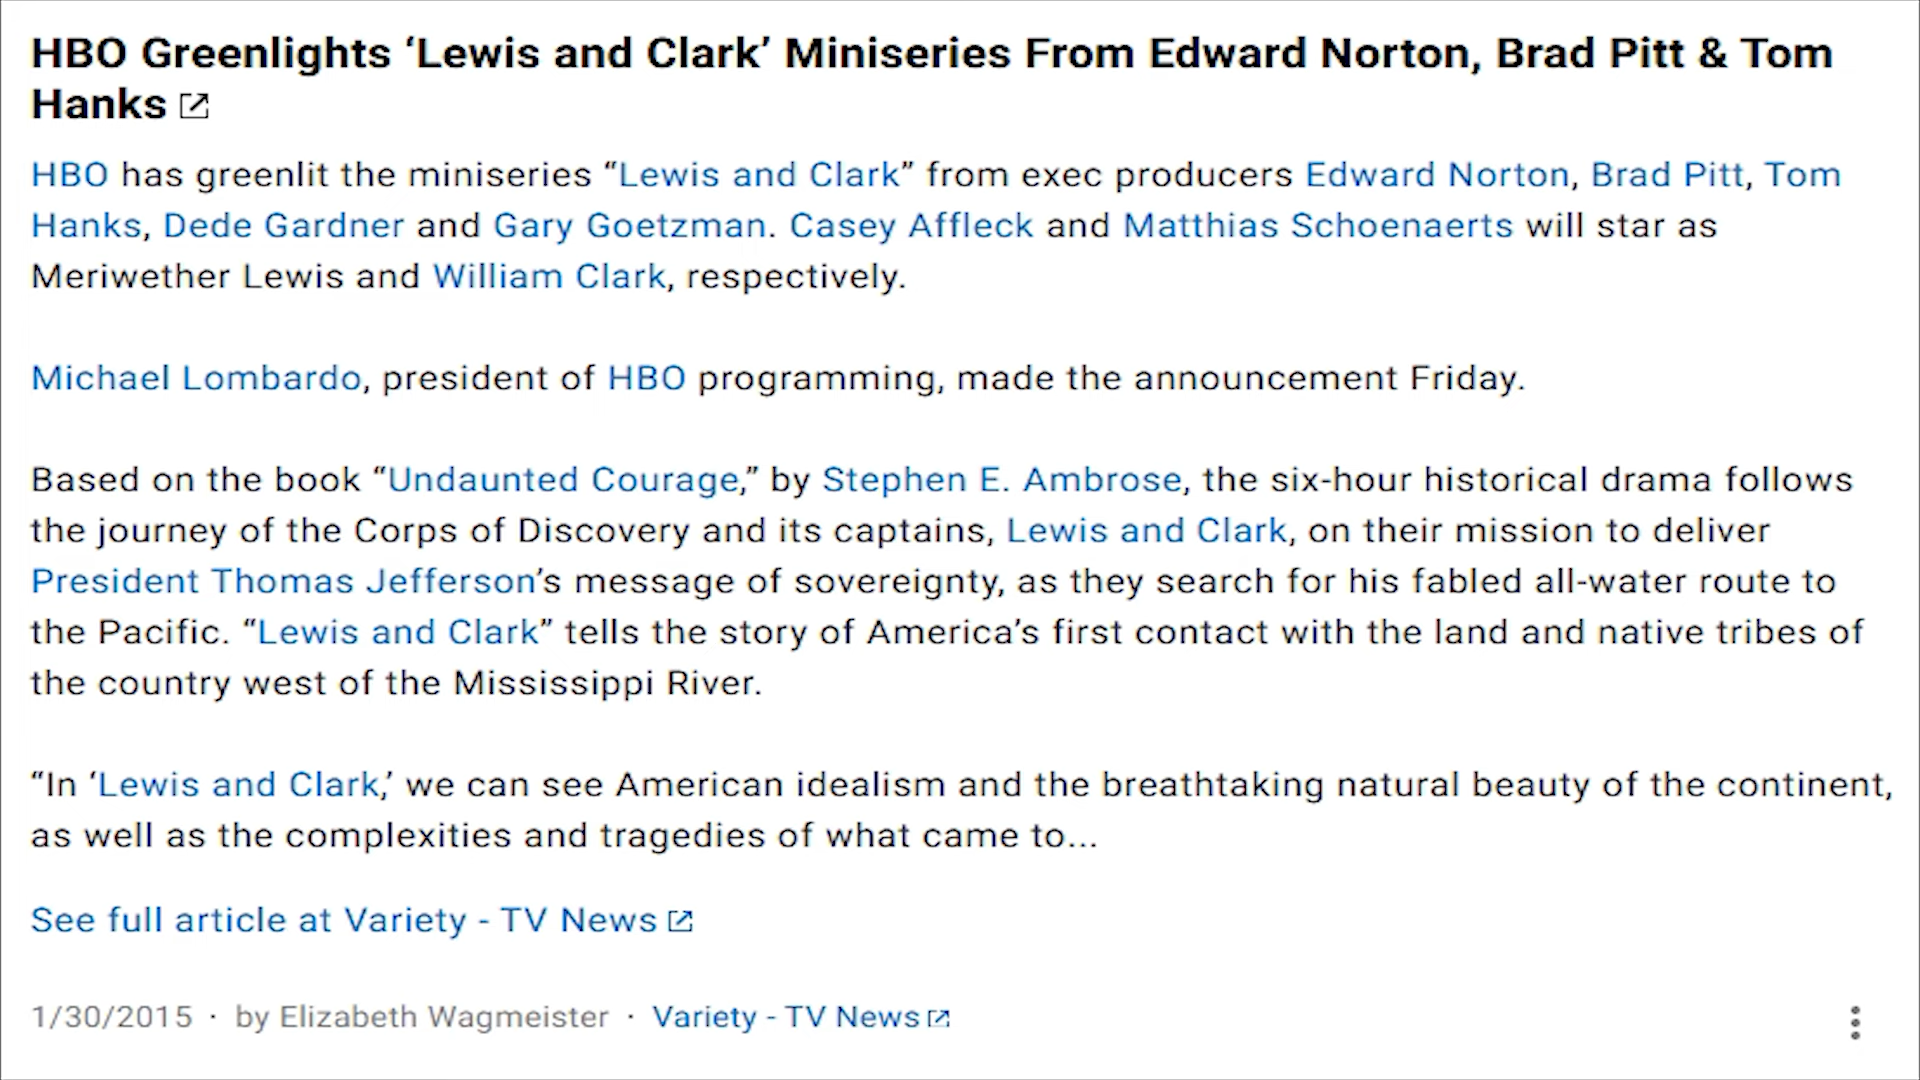 HBO Greenlights ‘Lewis and Clark’ Miniseries From Edward Norton, Brad Pitt & Tom
Hanks
HBO has greenlit the miniseries “Lewis and Clark” from exec producers Edward Norton, Brad Pitt, Tom
Hanks, Dede Gardner and Gary Goetzman. Casey Affleck and Matthias Schoenaerts will star as
Meriwether Lewis and William Clark, respectively.
Michael Lombardo, president of HBO programming, made the announcement Friday.
Based on the book “Undaunted Courage,” by Stephen E. Ambrose, the six-hour historical drama follows
the journey of the Corps of Discovery and its captains, Lewis and Clark, on their mission to deliver
President Thomas Jefferson’s message of sovereignty, as they search for his fabled all-water route to
the Pacific. “Lewis and Clark” tells the story of America’s first contact with the land and native tribes of
the country west of the Mississippi River.
“In ‘Lewis and Clark,’ we can see American idealism and the breathtaking natural beauty of the continent,
as well as the complexities and tragedies of what came to...
See full article at Variety - TV News
1/30/2015 · by Elizabeth Wagmeister · Variety - TV News